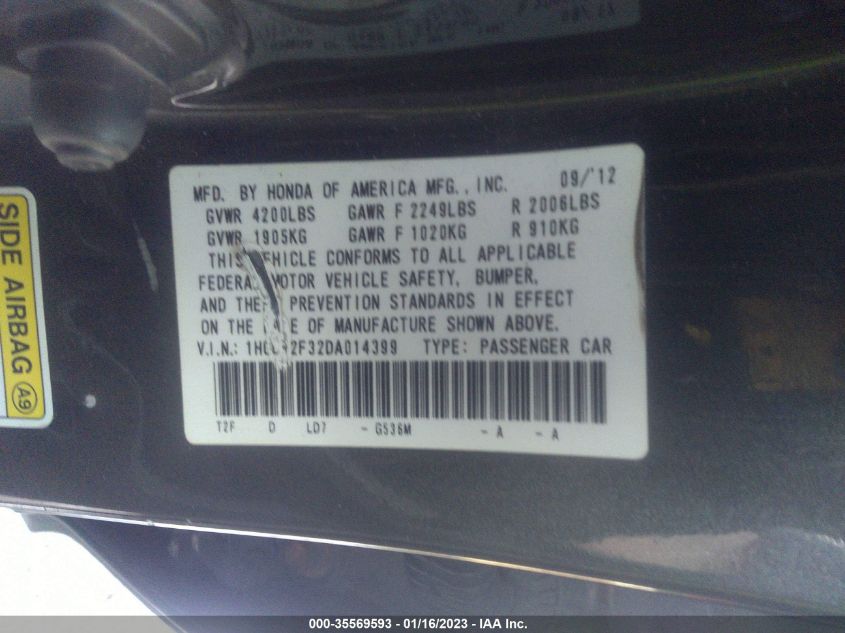 MFD. BY HONDA OF AMERICA MFG., INC. 09/'12
GVWR 4200LBS GAWR F 2249LBS R 2006LBS
GVWR 1905KG GAWR F 1020KG R 910KG
THIS VEHICLE CONFORMS TO ALL APPLICABLE
FEDERAL MOTOR VEHICLE SAFETY, BUMPER,
AND PREVENTION STANDARDS IN EFFECT
ON THE OF MANUFACTURE SHOWN ABOVE.
V.I.N.: TYPE: PASSENGER CAR
T2F D LD7 - G536M - A - A
SIDE AIRBAG A9
000-35569593 - 01/16/2023 - IAA Inc.